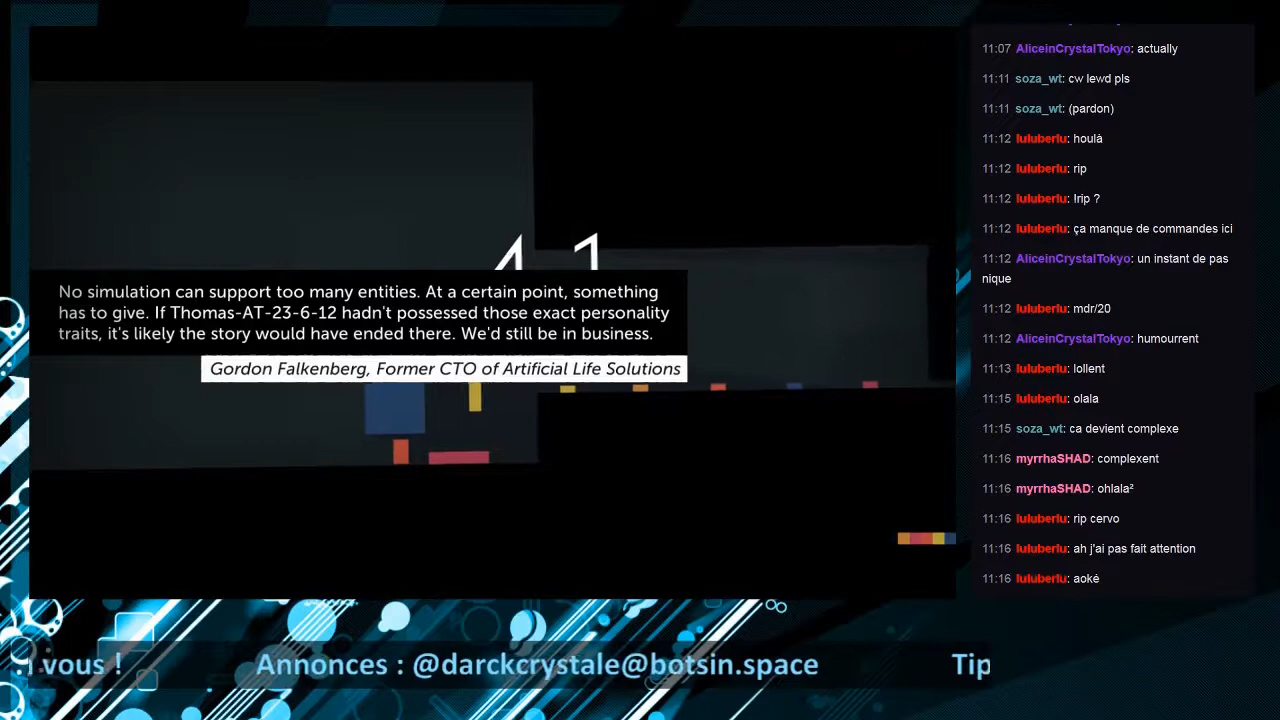 4.1
No simulation can support too many entities. At a certain point, something
has to give. If Thomas-AT-23-6-12 hadn't possessed those exact personality
traits, it's likely the story would have ended there. We'd still be in business.
Gordon Falkenberg, Former CTO of Artificial Life Solutions
11:07 AliceinCrystalTokyo: actually
11:11 soza_wt: cw lewd pls
11:11 soza_wt: (pardon)
11:12 luluberlu: houlà
11:12 luluberlu: rip
11:12 luluberlu: !rip ?
11:12 luluberlu: ça manque de commandes ici
11:12 AliceinCrystalTokyo: un instant de pas
nique
11:12 luluberlu: mdr/20
11:12 AliceinCrystalTokyo: humourrent
11:13 luluberlu: lollent
11:15 luluberlu: olala
11:15 soza_wt: ca devient complexe
11:16 myrrhaSHAD: complexent
11:16 myrrhaSHAD: ohlala²
11:16 luluberlu: rip cervo
11:16 luluberlu: ah j'ai pas fait attention
11:16 luluberlu: aoké
vous ! Annonces : @darckcrystale@botsin.space Tip